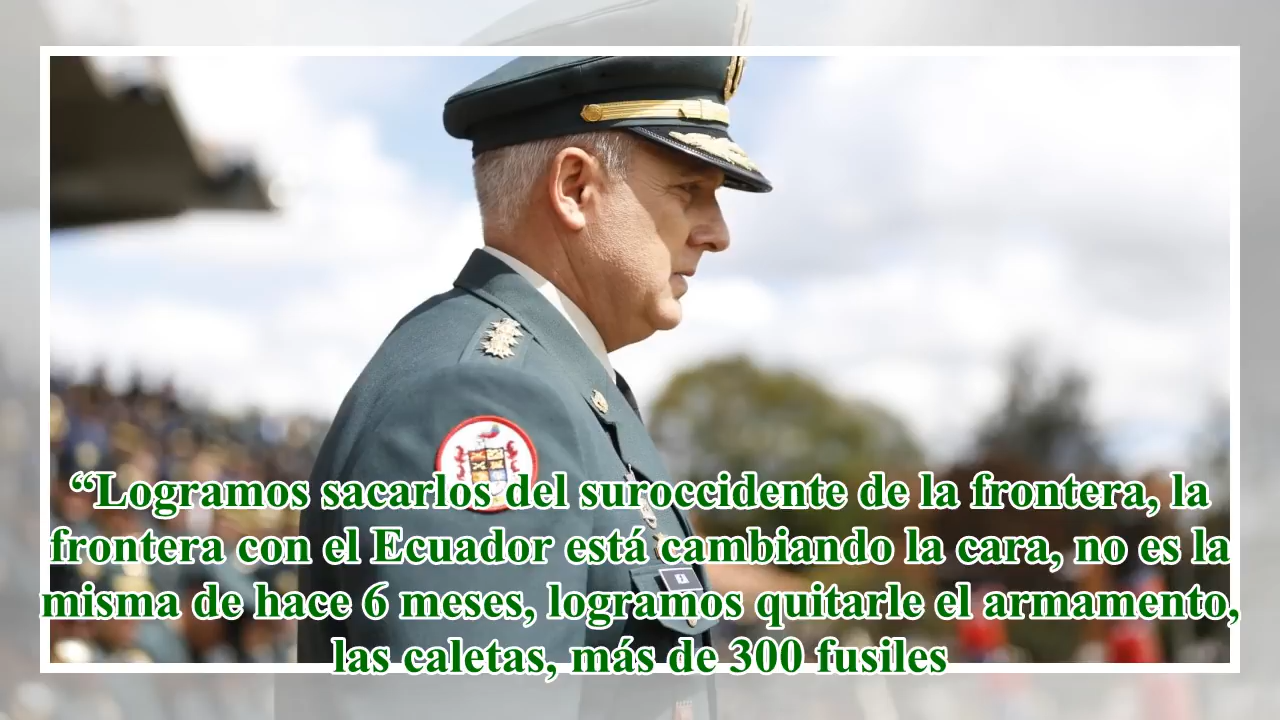 “Logramos sacarlos del suroccidente de la frontera, la
frontera con el Ecuador está cambiando la cara, no es la
misma de hace 6 meses, logramos quitarle el armamento,
las caletas, más de 300 fusiles